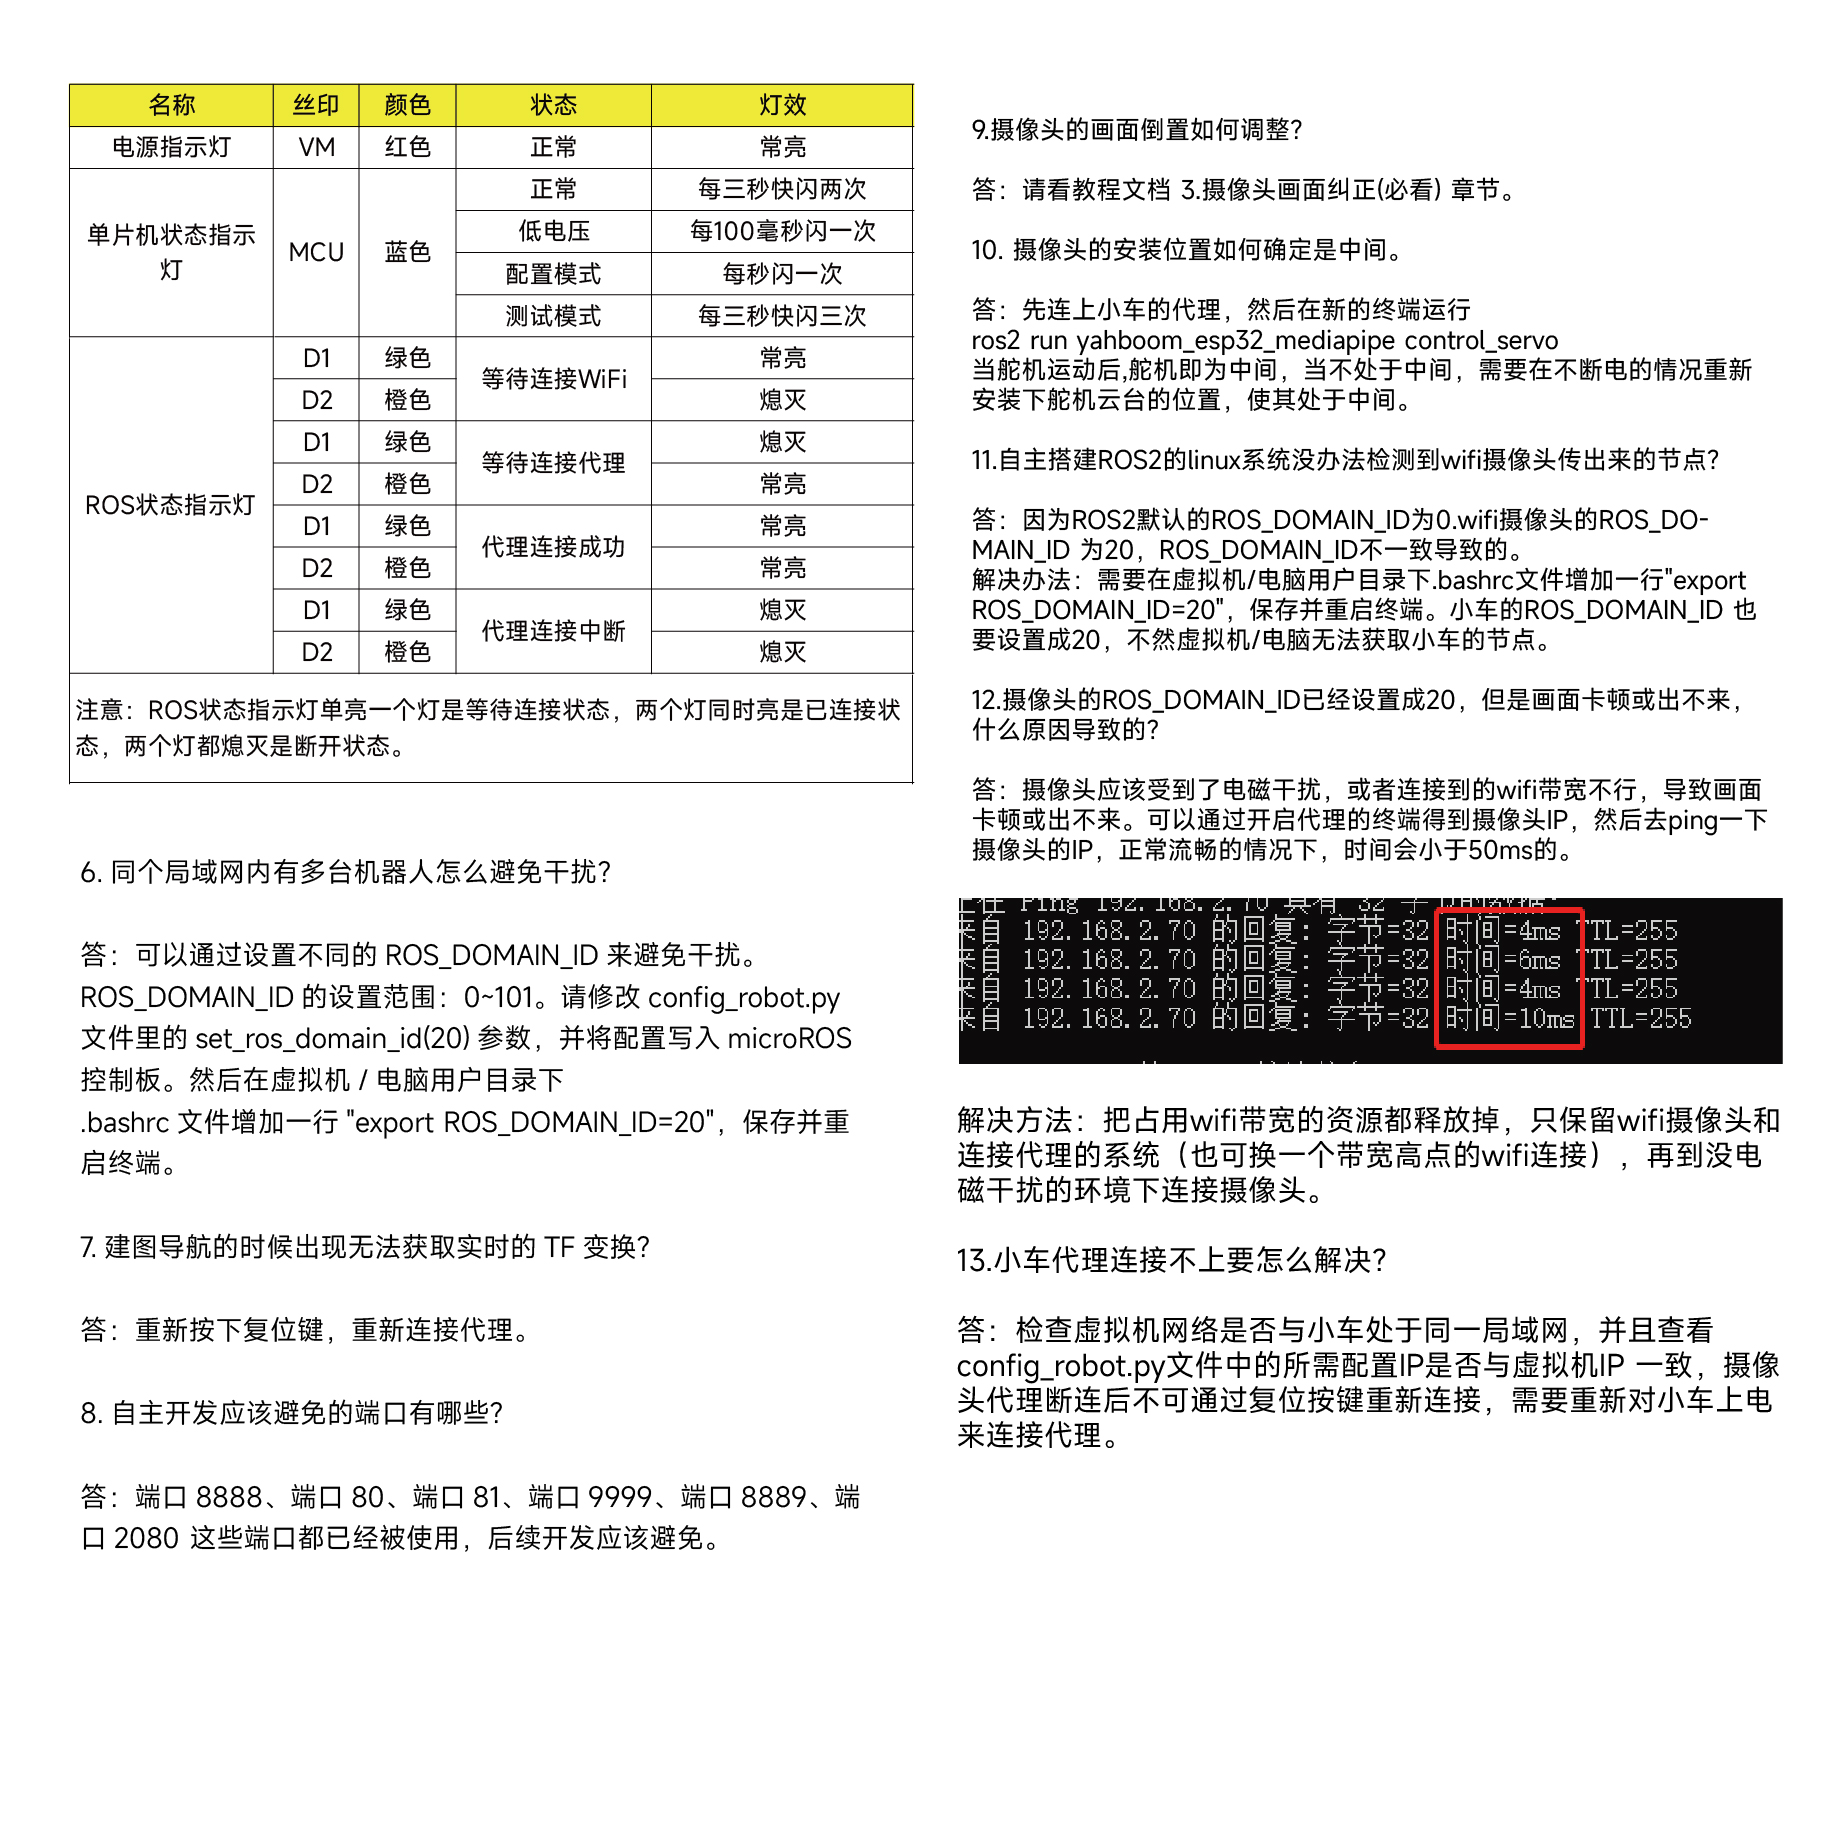 名称 丝印 颜色 状态 灯效
电源指示灯 VM 红色 正常 常亮
单片机状态指示灯 MCU 蓝色 正常 每三秒快闪两次
低电压 每100毫秒闪一次
配置模式 每秒闪一次
测试模式 每三秒快闪三次
ROS状态指示灯 D1 绿色 等待连接WiFi 常亮
D2 橙色 熄灭
D1 绿色 等待连接代理 熄灭
D2 橙色 常亮
D1 绿色 代理连接成功 常亮
D2 橙色 常亮
D1 绿色 代理连接中断 熄灭
D2 橙色 熄灭
注意：ROS状态指示灯单亮一个灯是等待连接状态，两个灯同时亮是已连接状
态，两个灯都熄灭是断开状态。
6. 同个局域网内有多台机器人怎么避免干扰？
答：可以通过设置不同的 ROS_DOMAIN_ID 来避免干扰。
ROS_DOMAIN_ID 的设置范围：0~101。请修改 config_robot.py
文件里的 set_ros_domain_id(20) 参数，并将配置写入 microROS
控制板。然后在虚拟机 / 电脑用户目录下
.bashrc 文件增加一行 "export ROS_DOMAIN_ID=20"，保存并重
启终端。
7. 建图导航的时候出现无法获取实时的 TF 变换？
答：重新按下复位键，重新连接代理。
8. 自主开发应该避免的端口有哪些？
答：端口 8888、端口 80、端口 81、端口 9999、端口 8889、端
口 2080 这些端口都已经被使用，后续开发应该避免。
9.摄像头的画面倒置如何调整？
答：请看教程文档 3.摄像头画面纠正(必看) 章节。
10. 摄像头的安装位置如何确定是中间。
答：先连上小车的代理，然后在新的终端运行
ros2 run yahboom_esp32_mediapipe control_servo
当舵机运动后,舵机即为中间，当不处于中间，需要在不断电的情况重新
安装下舵机云台的位置，使其处于中间。
11.自主搭建ROS2的linux系统没办法检测到wifi摄像头传出来的节点？
答：因为ROS2默认的ROS_DOMAIN_ID为0.wifi摄像头的ROS_DO-
MAIN_ID 为20，ROS_DOMAIN_ID不一致导致的。
解决办法：需要在虚拟机/电脑用户目录下.bashrc文件增加一行"export
ROS_DOMAIN_ID=20"，保存并重启终端。小车的ROS_DOMAIN_ID 也
要设置成20，不然虚拟机/电脑无法获取小车的节点。
12.摄像头的ROS_DOMAIN_ID已经设置成20，但是画面卡顿或出不来，
什么原因导致的？
答：摄像头应该受到了电磁干扰，或者连接到的wifi带宽不行，导致画面
卡顿或出不来。可以通过开启代理的终端得到摄像头IP，然后去ping一下
摄像头的IP，正常流畅的情况下，时间会小于50ms的。
正在 Ping 192.168.2.70 具有 32 字节的数据:
来自 192.168.2.70 的回复: 字节=32 时间=4ms TTL=255
来自 192.168.2.70 的回复: 字节=32 时间=6ms TTL=255
来自 192.168.2.70 的回复: 字节=32 时间=4ms TTL=255
来自 192.168.2.70 的回复: 字节=32 时间=10ms TTL=255
解决方法：把占用wifi带宽的资源都释放掉，只保留wifi摄像头和
连接代理的系统（也可换一个带宽高点的wifi连接），再到没电
磁干扰的环境下连接摄像头。
13.小车代理连接不上要怎么解决？
答：检查虚拟机网络是否与小车处于同一局域网，并且查看
config_robot.py文件中的所需配置IP是否与虚拟机IP 一致，摄像
头代理断连后不可通过复位按键重新连接，需要重新对小车上电
来连接代理。